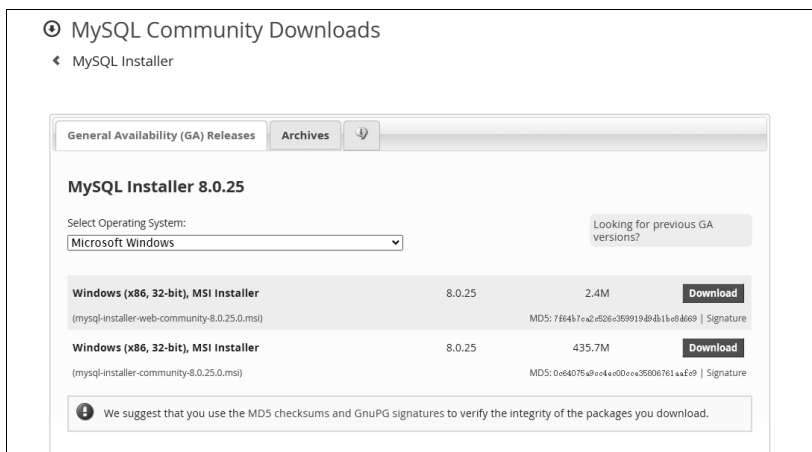 MySQL Community Downloads
MySQL Installer
General Availability (GA) Releases Archives
MySQL Installer 8.0.25
Select Operating System:
Microsoft Windows
Looking for previous GA
versions?
Windows (x86, 32-bit), MSI Installer 8.0.25 2.4M Download
(mysql-installer-web-community-8.0.25.0.msi) MD5: | Signature
Windows (x86, 32-bit), MSI Installer 8.0.25 435.7M Download
(mysql-installer-community-8.0.25.0.msi) MD5: | Signature
We suggest that you use the MD5 checksums and GnuPG signatures to verify the integrity of the packages you download.